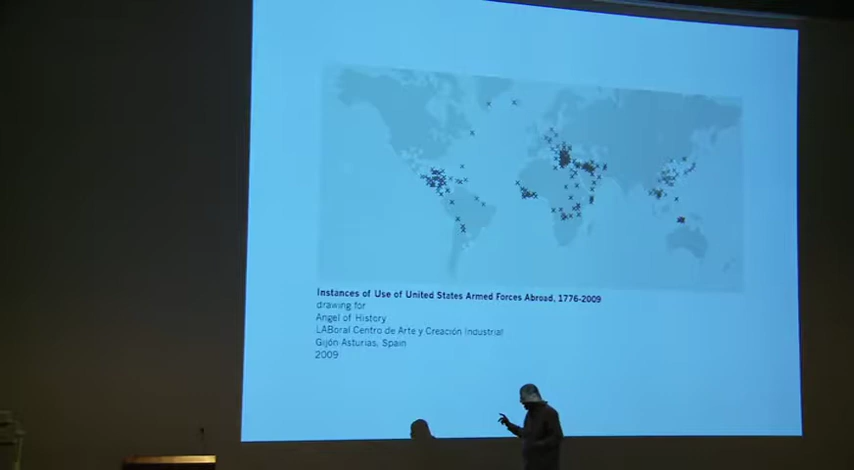 Instances of Use of United States Armed Forces Abroad, 1776-2009
drawing for
Angel of History
LABoral Centro de Arte y Creación Industrial
Gijón Asturias, Spain
2009